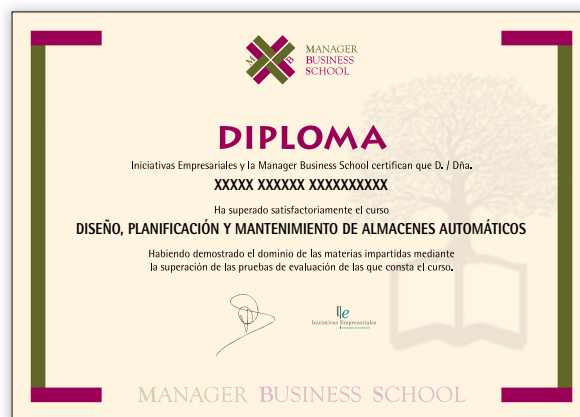 M B
MANAGER
BUSINESS
SCHOOL
DIPLOMA
Iniciativas Empresariales y la Manager Business School certifican que D. / Dña.
XXXXX XXXXXX XXXXXXXXXX
Ha superado satisfactoriamente el curso
DISEÑO, PLANIFICACIÓN Y MANTENIMIENTO DE ALMACENES AUTOMÁTICOS
Habiendo demostrado el dominio de las materias impartidas mediante
la superación de las pruebas de evaluación de las que consta el curso.
Iniciativas Empresariales
MANAGER BUSINESS SCHOOL